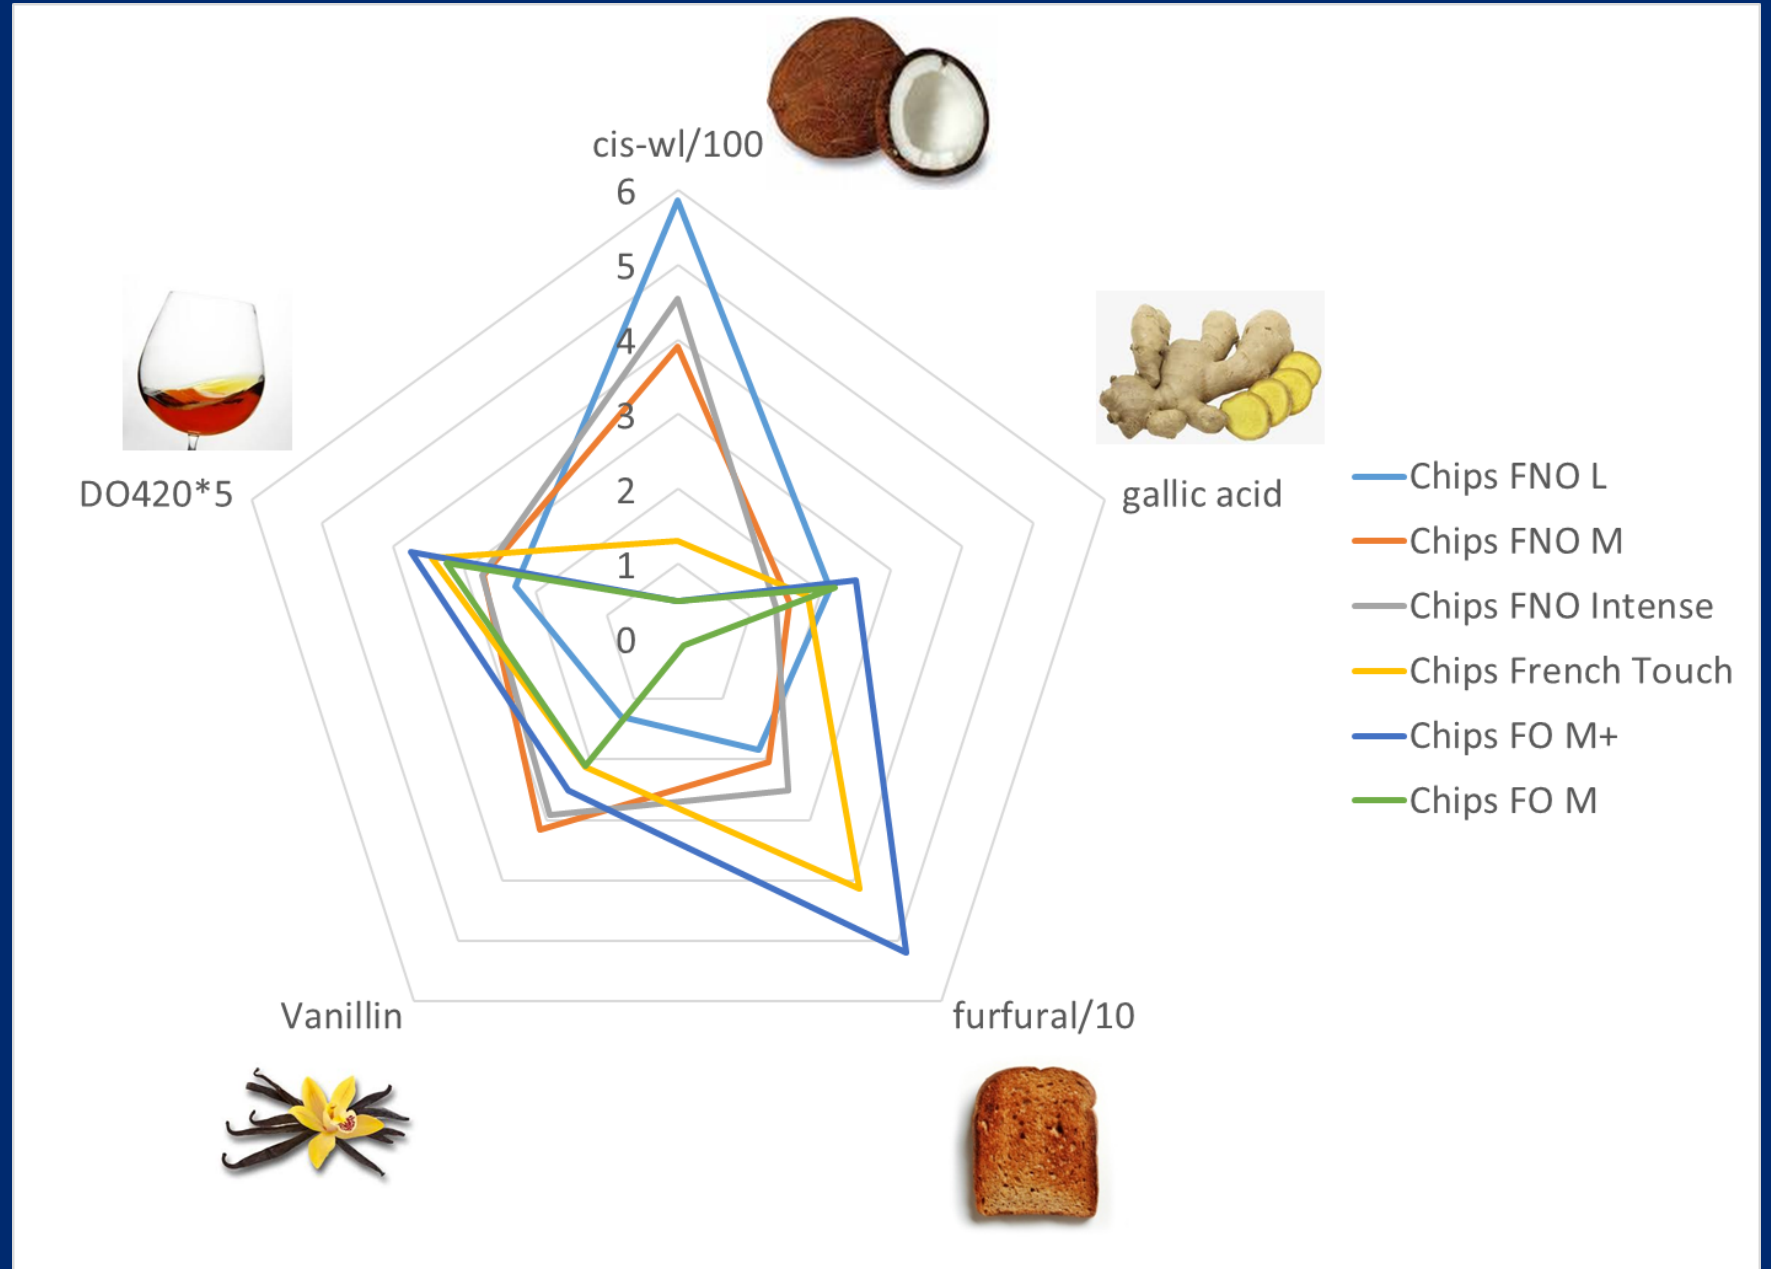 cis-wl/100
6
5
4
3
2
1
0
DO420*5
gallic acid
Vanillin
furfural/10
Chips FNO L
Chips FNO M
Chips FNO Intense
Chips French Touch
Chips FO M+
Chips FO M